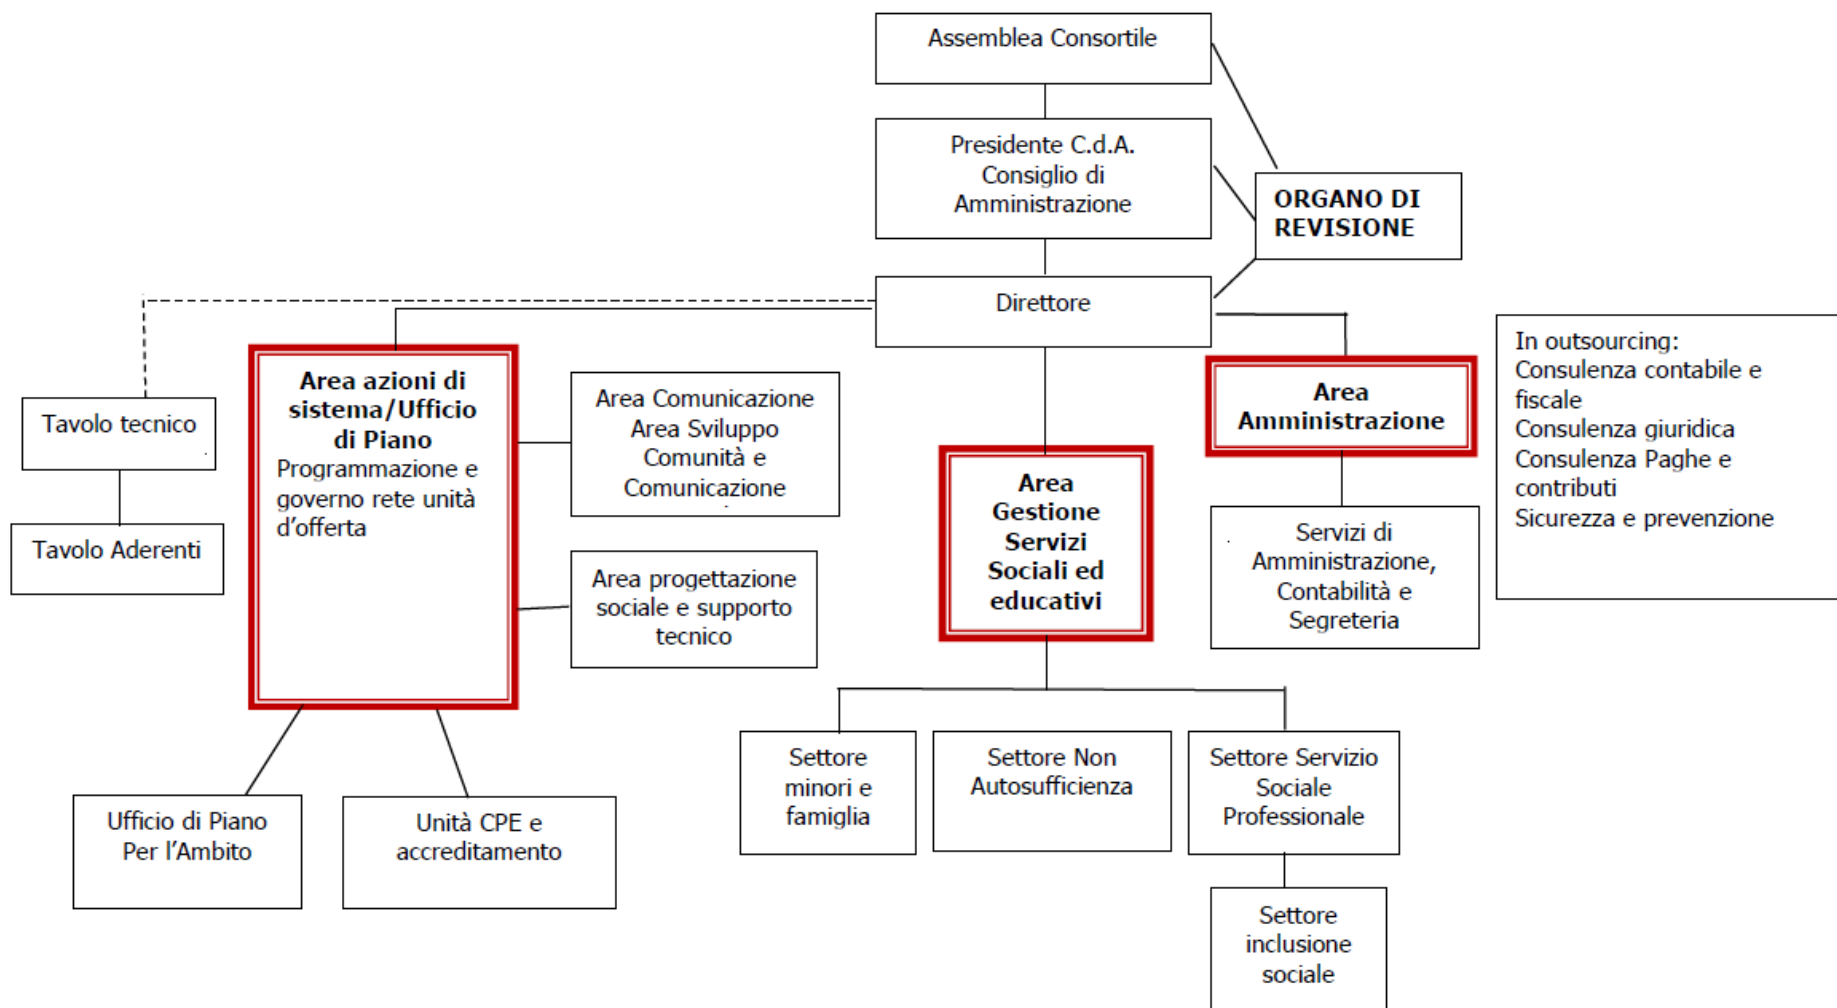 Assemblea Consortile
Presidente C.d.A.
Consiglio di
Amministrazione
ORGANO DI
REVISIONE
Direttore
In outsourcing:
Consulenza contabile e
fiscale
Consulenza giuridica
Consulenza Paghe e
contributi
Sicurezza e prevenzione
Area azioni di
sistema/Ufficio
di Piano
Programmazione e
governo rete unità
d’offerta
Tavolo tecnico
Tavolo Aderenti
Area Comunicazione
Area Sviluppo
Comunità e
Comunicazione
Area progettazione
sociale e supporto
tecnico
Area
Gestione
Servizi
Sociali ed
educativi
Area
Amministrazione
Servizi di
Amministrazione,
Contabilità e
Segreteria
Ufficio di Piano
Per l’Ambito
Unità CPE e
accreditamento
Settore
minori e
famiglia
Settore Non
Autosufficienza
Settore Servizio
Sociale
Professionale
Settore
inclusione
sociale